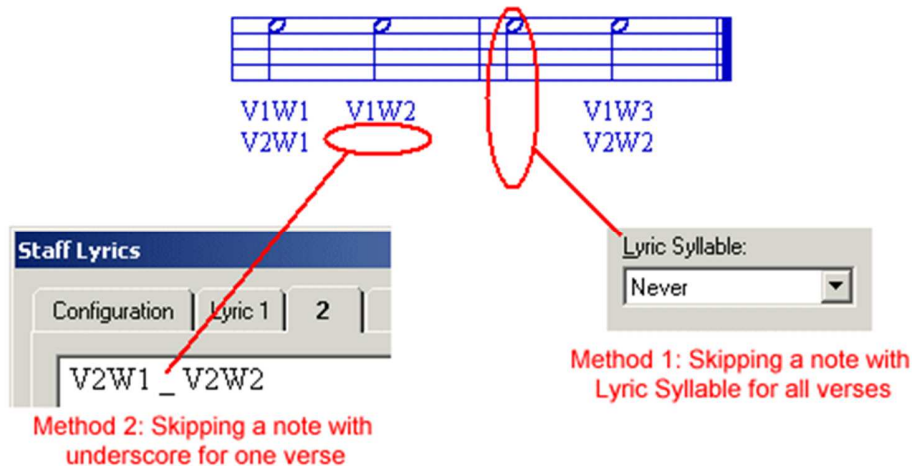 V1W1 V1W2 V1W3
V2W1 V2W2
Staff Lyrics
Configuration Lyric 1 2
V2W1 _ V2W2
Method 2: Skipping a note with
underscore for one verse
Lyric Syllable:
Never
Method 1: Skipping a note with
Lyric Syllable for all verses